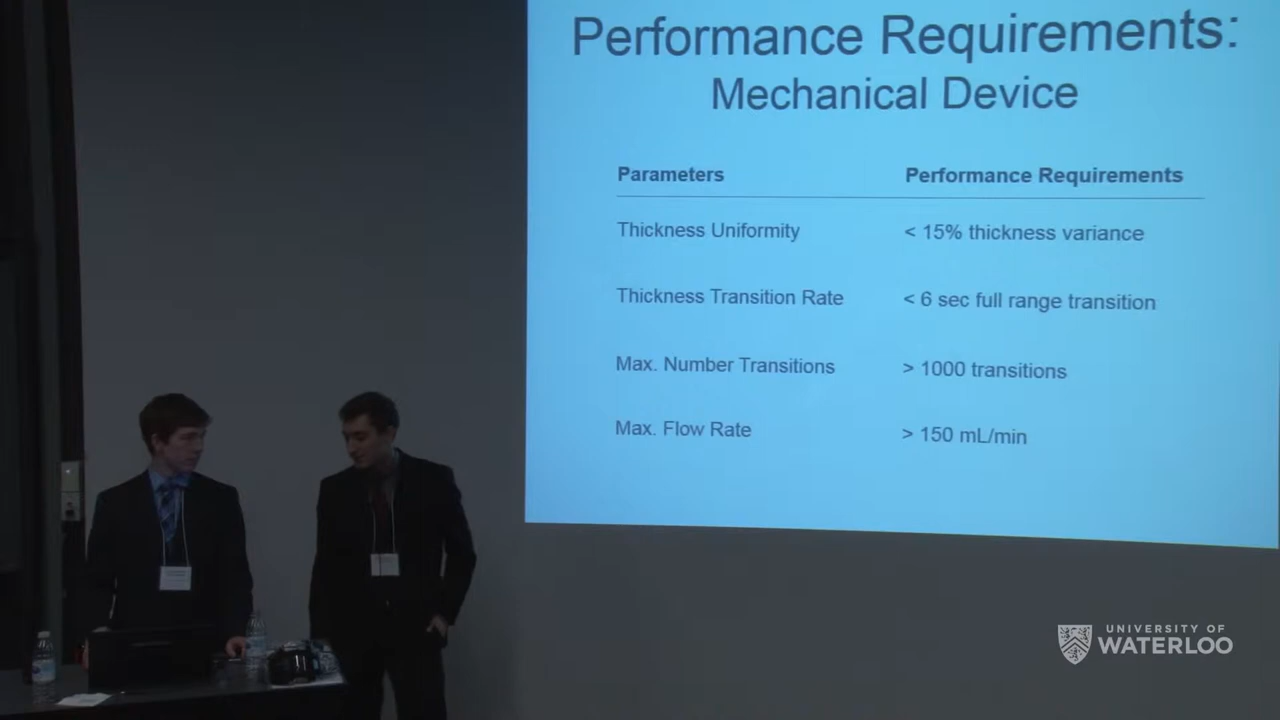 Performance Requirements:
Mechanical Device
Parameters Performance Requirements
Thickness Uniformity < 15% thickness variance
Thickness Transition Rate < 6 sec full range transition
Max. Number Transitions > 1000 transitions
Max. Flow Rate > 150 mL/min
UNIVERSITY OF
WATERLOO